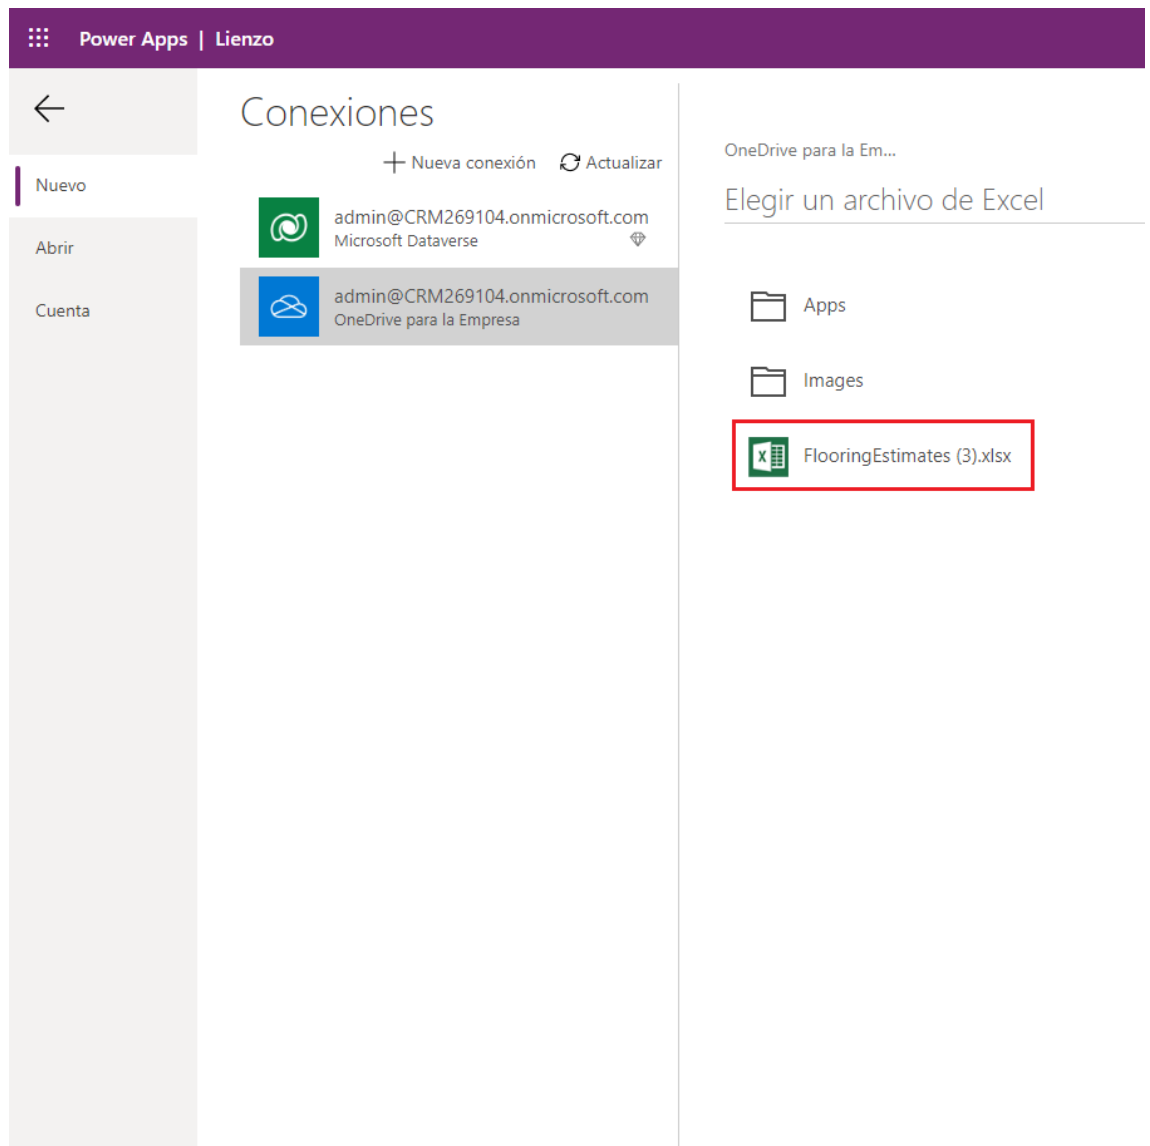 Power Apps | Lienzo
Nuevo
Abrir
Cuenta
Conexiones
Nueva conexión Actualizar
admin@CRM269104.onmicrosoft.com
Microsoft Dataverse
admin@CRM269104.onmicrosoft.com
OneDrive para la Empresa
OneDrive para la Em...
Elegir un archivo de Excel
Apps
Images
FlooringEstimates (3).xlsx